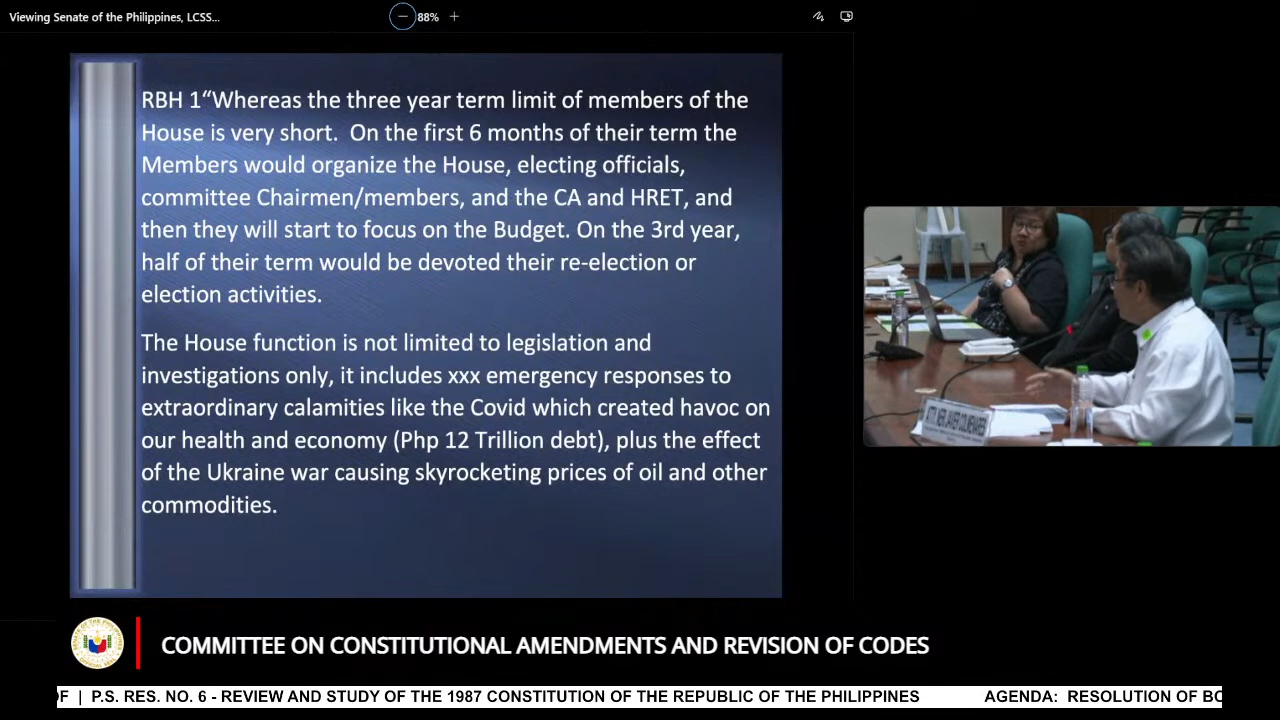 Viewing Senate of the Philippines, LCSS...
88%
RBH 1“Whereas the three year term limit of members of the
House is very short.  On the first 6 months of their term the
Members would organize the House, electing officials,
committee Chairmen/members, and the CA and HRET, and
then they will start to focus on the Budget. On the 3rd year,
half of their term would be devoted their re-election or
election activities.
The House function is not limited to legislation and
investigations only, it includes xxx emergency responses to
extraordinary calamities like the Covid which created havoc on
our health and economy (Php 12 Trillion debt), plus the effect
of the Ukraine war causing skyrocketing prices of oil and other
commodities.
ATTY. NERI JAVIER COLMENARES
COMMITTEE ON CONSTITUTIONAL AMENDMENTS AND REVISION OF CODES
OF | P.S. RES. NO. 6 - REVIEW AND STUDY OF THE 1987 CONSTITUTION OF THE REPUBLIC OF THE PHILIPPINES AGENDA: RESOLUTION OF BO